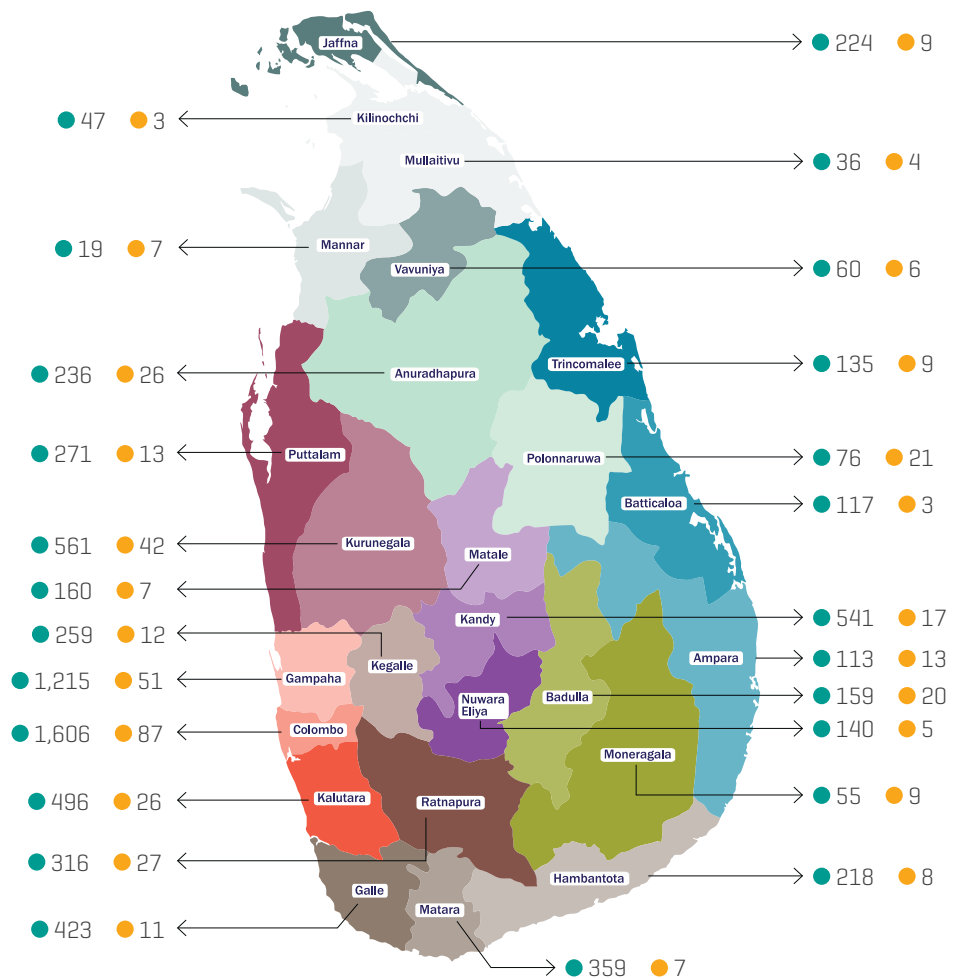 Jaffna
224 9
47 3
Kilinochchi
Mullaitivu
36 4
19 7
Mannar
Vavuniya
60 6
236 26
Anuradhapura
Trincomalee
135 9
271 13
Puttalam
Polonnaruwa
76 21
Batticaloa
117 3
561 42
Kurunegala
Matale
160 7
Kandy
541 17
259 12
Kegalle
Ampara
113 13
1,215 51
Gampaha
Nuwara
Eliya
Badulla
159 20
1,606 87
Colombo
140 5
Moneragala
496 26
Kalutara
Ratnapura
55 9
316 27
Galle
Hambantota
218 8
423 11
Matara
359 7